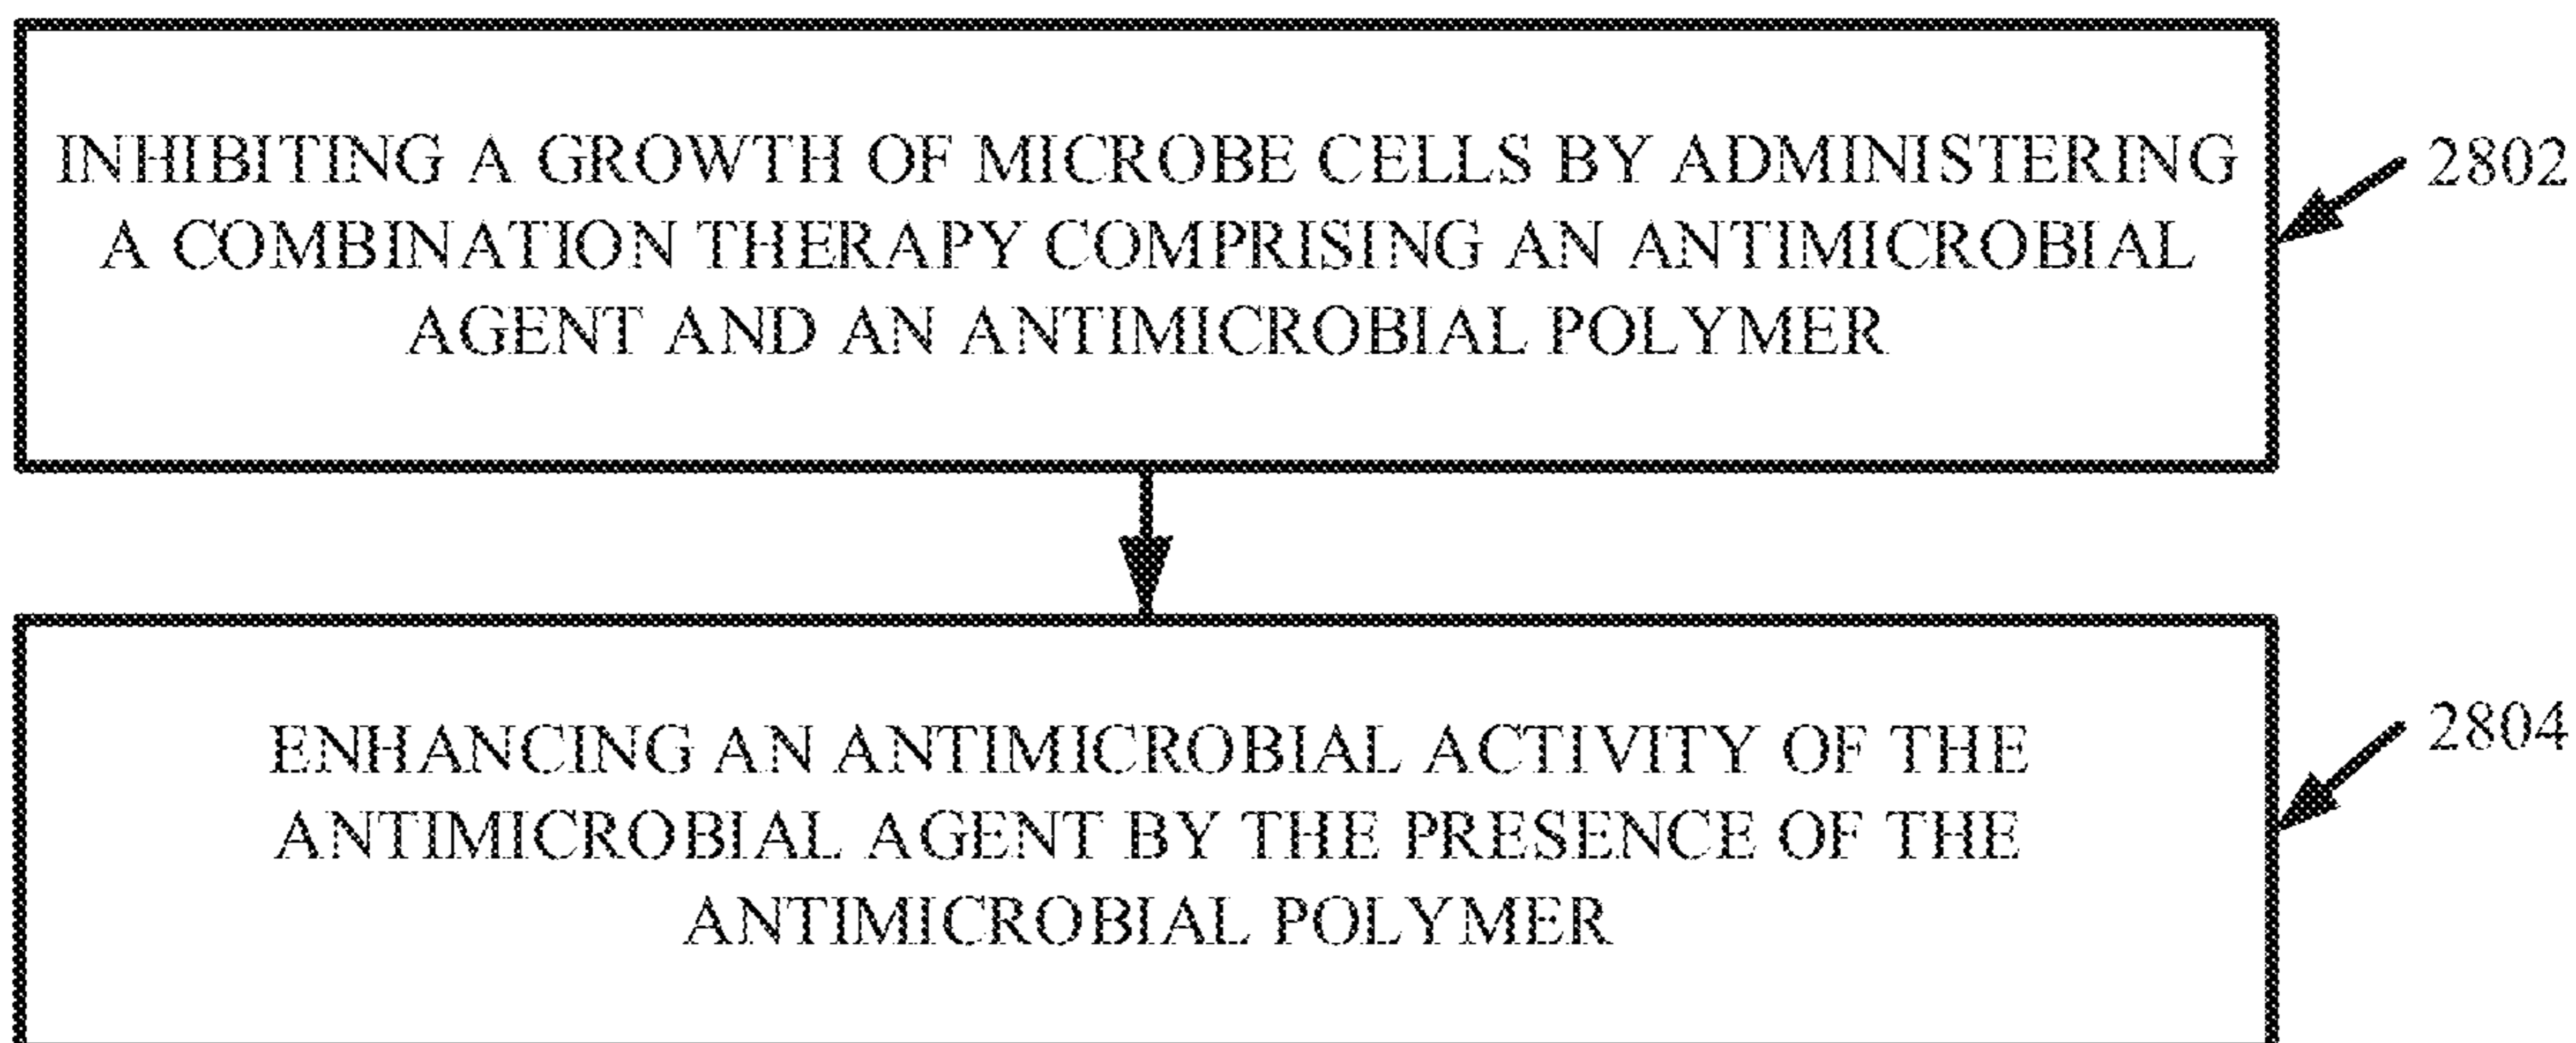 INHIBITING A GROWTH OF MICROBE CELLS BY ADMINISTERING
A COMBINATION THERAPY COMPRISING AN ANTIMICROBIAL
AGENT AND AN ANTIMICROBIAL POLYMER
2802
ENHANCING AN ANTIMICROBIAL ACTIVITY OF THE
ANTIMICROBIAL AGENT BY THE PRESENCE OF THE
ANTIMICROBIAL POLYMER
2804